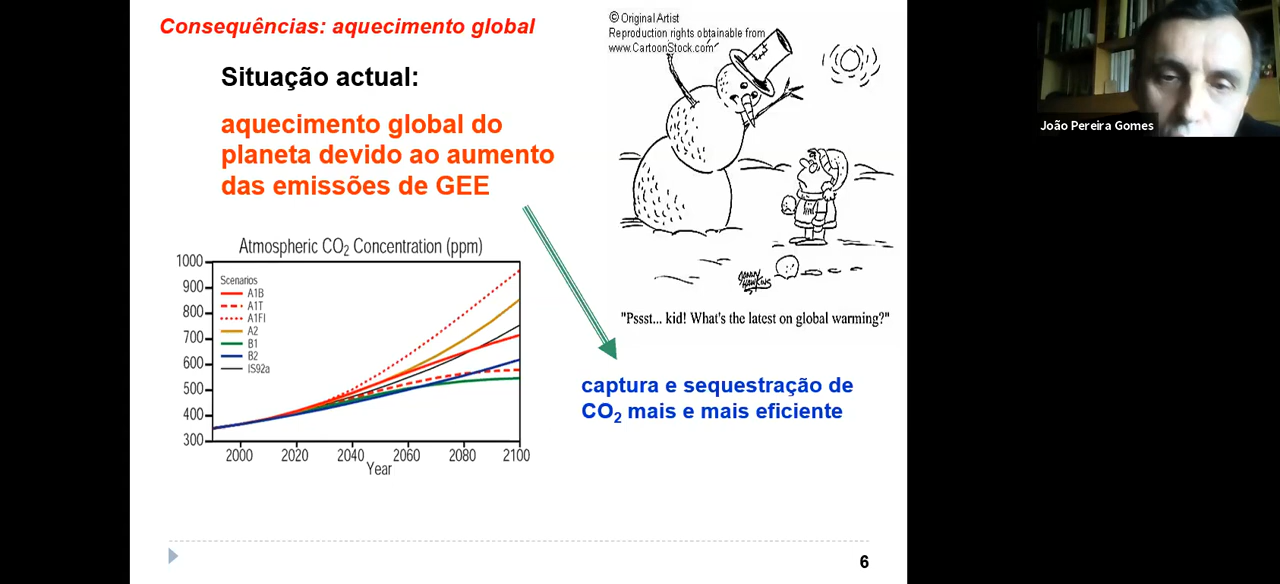 Consequências: aquecimento global
© Original Artist
Reproduction rights obtainable from
www.CartoonStock.com
Situação actual:
aquecimento global do
planeta devido ao aumento
das emissões de GEE
João Pereira Gomes
Atmospheric CO2 Concentration (ppm)
1000
900
800
700
600
500
400
300
Scenarios
A1B
A1T
A1FI
A2
B1
B2
IS92a
2000 2020 2040 2060 2080 2100
Year
"Pssst... kid! What's the latest on global warming?"
captura e sequestração de
CO2 mais e mais eficiente
6